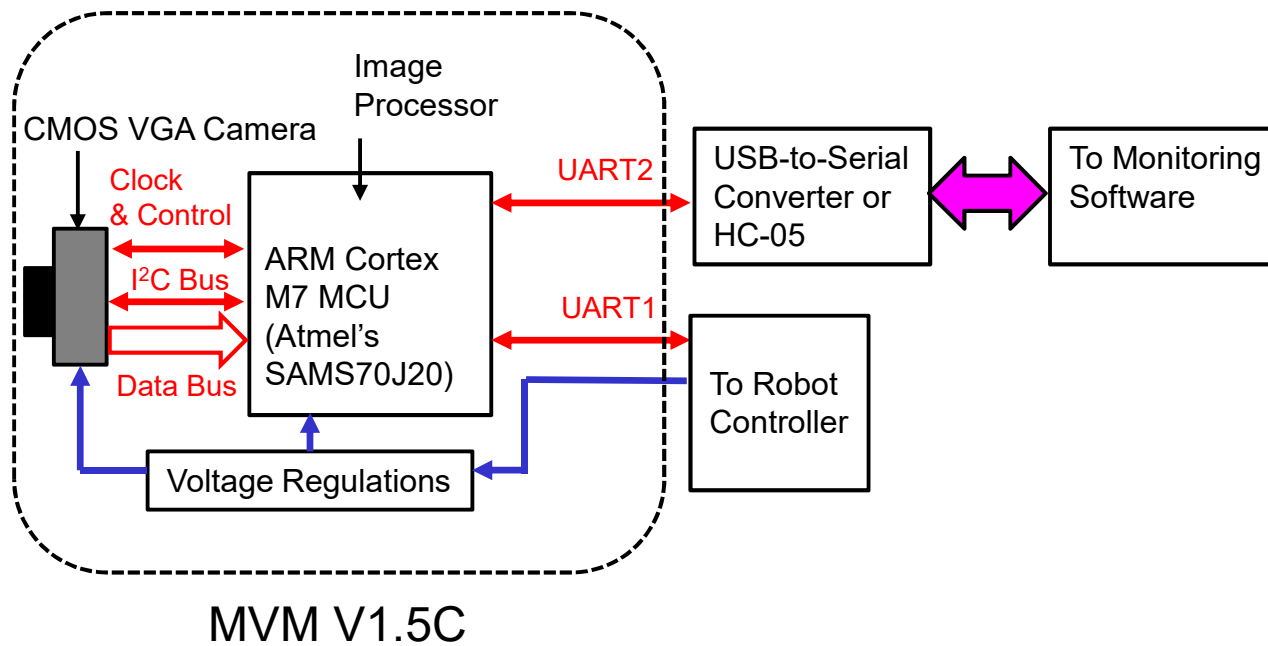 Image
Processor
CMOS VGA Camera
Clock
& Control
I²C Bus
Data Bus
ARM Cortex
M7 MCU
(Atmel’s
SAMS70J20)
Voltage Regulations
UART2
UART1
USB-to-Serial
Converter or
HC-05
To Monitoring
Software
To Robot
Controller
MVM V1.5C